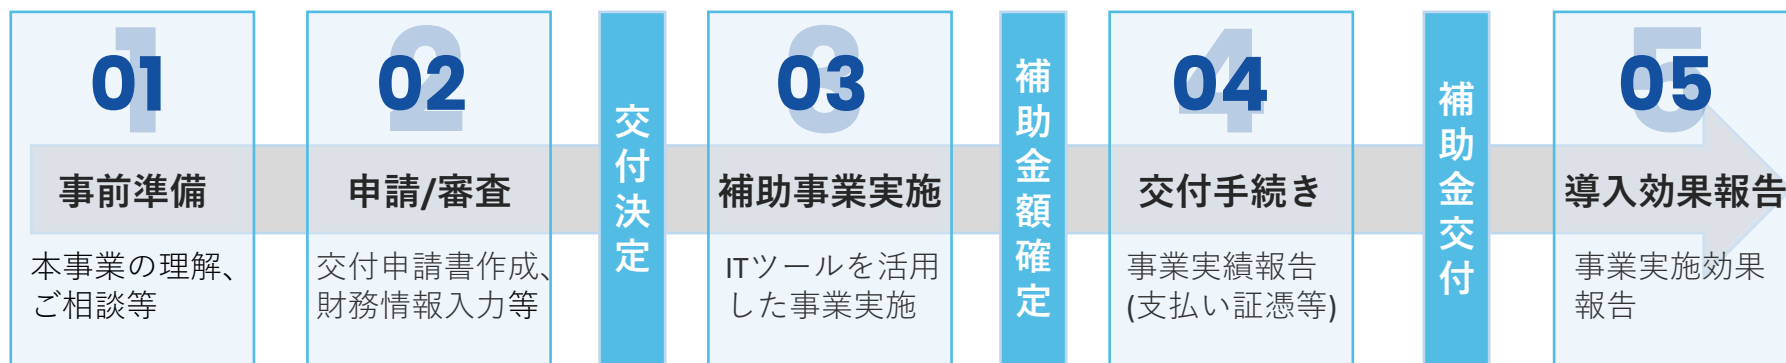 1
01
事前準備
本事業の理解、
ご相談等
2
02
申請/審査
交付申請書作成、
財務情報入力等
交付決定
3
03
補助事業実施
ITツールを活用
した事業実施
補助金額確定
4
04
交付手続き
事業実績報告
(支払い証憑等)
補助金交付
5
05
導入効果報告
事業実施効果
報告